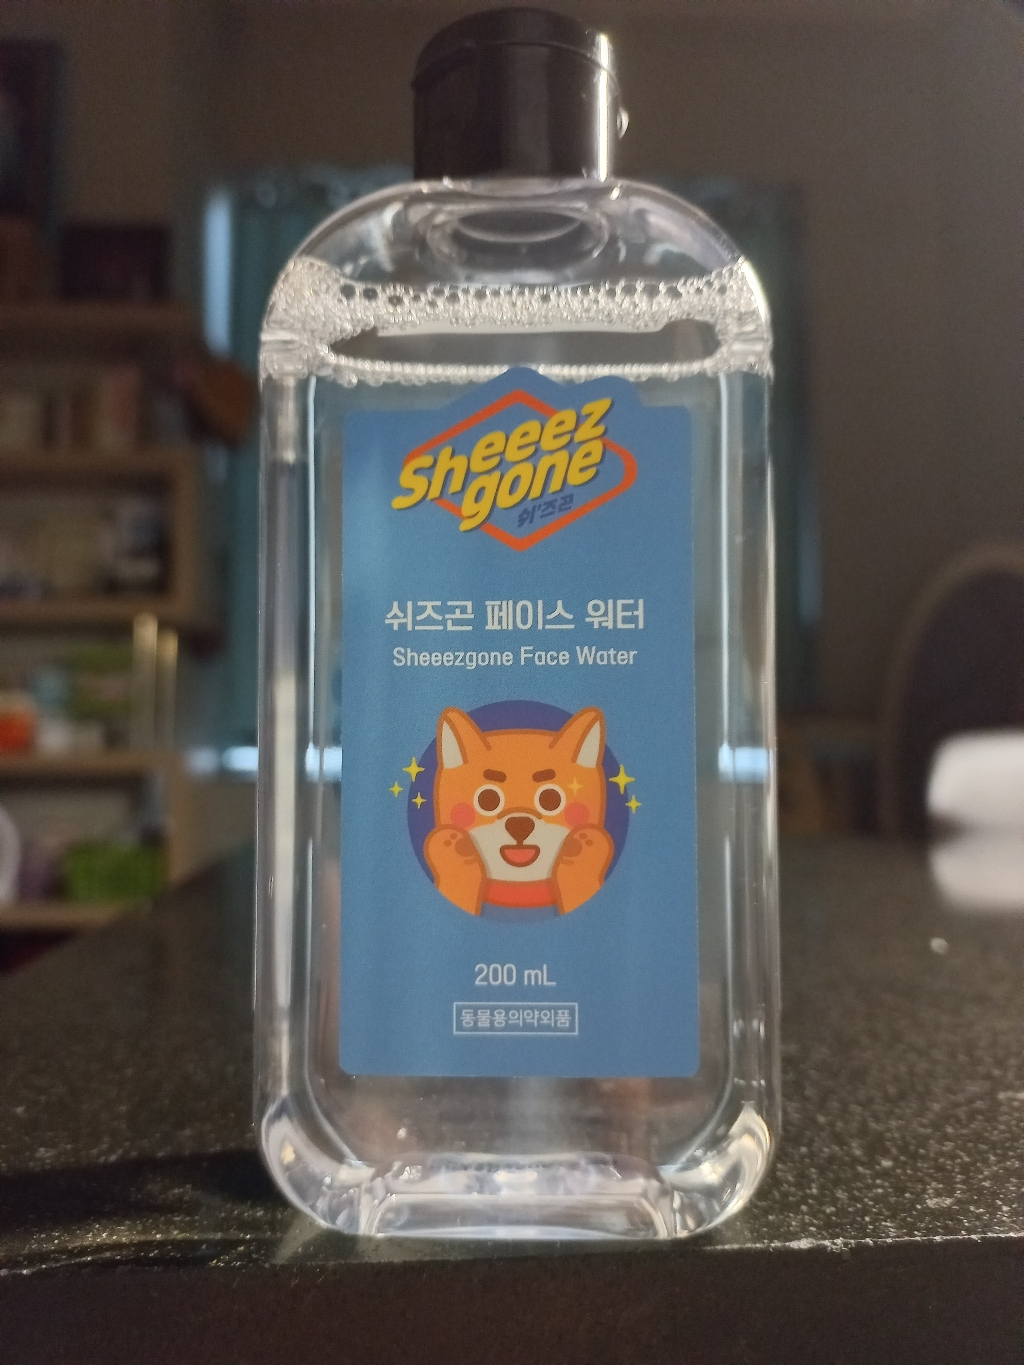 Sheeez
gone
쉬즈곤
쉬즈곤 페이스 워터
Sheeezgone Face Water
200 mL
동물용의약외품